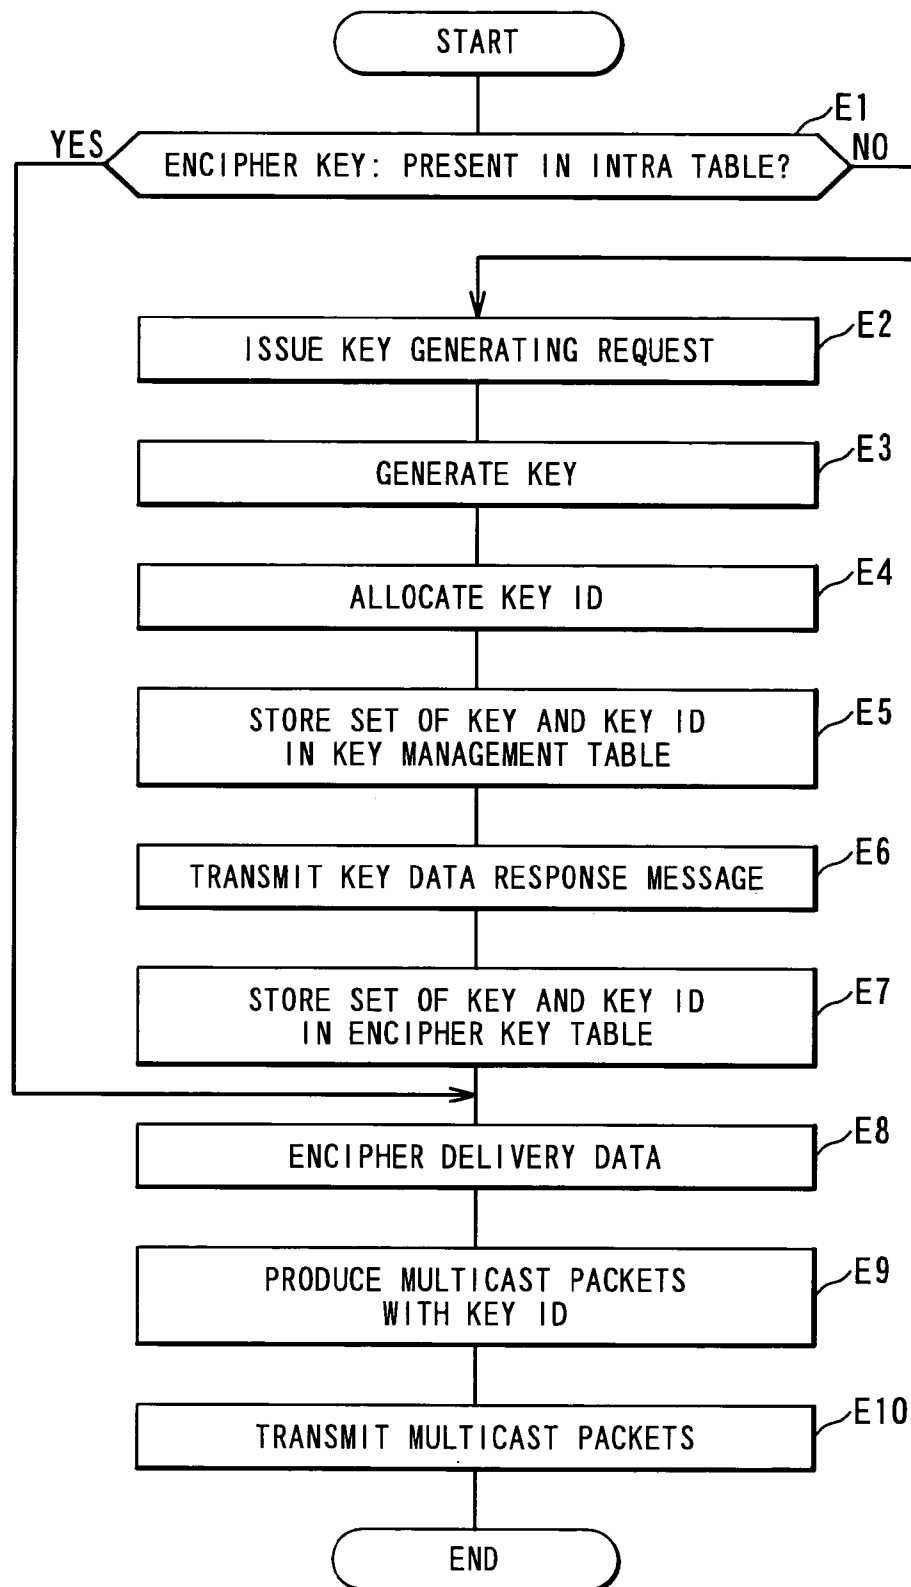 START
E1
YES
NO
ENCIPHER KEY: PRESENT IN INTRA TABLE?
E2
ISSUE KEY GENERATING REQUEST
E3
GENERATE KEY
E4
ALLOCATE KEY ID
E5
STORE SET OF KEY AND KEY ID
IN KEY MANAGEMENT TABLE
E6
TRANSMIT KEY DATA RESPONSE MESSAGE
E7
STORE SET OF KEY AND KEY ID
IN ENCIPHER KEY TABLE
E8
ENCIPHER DELIVERY DATA
E9
PRODUCE MULTICAST PACKETS
WITH KEY ID
E10
TRANSMIT MULTICAST PACKETS
END